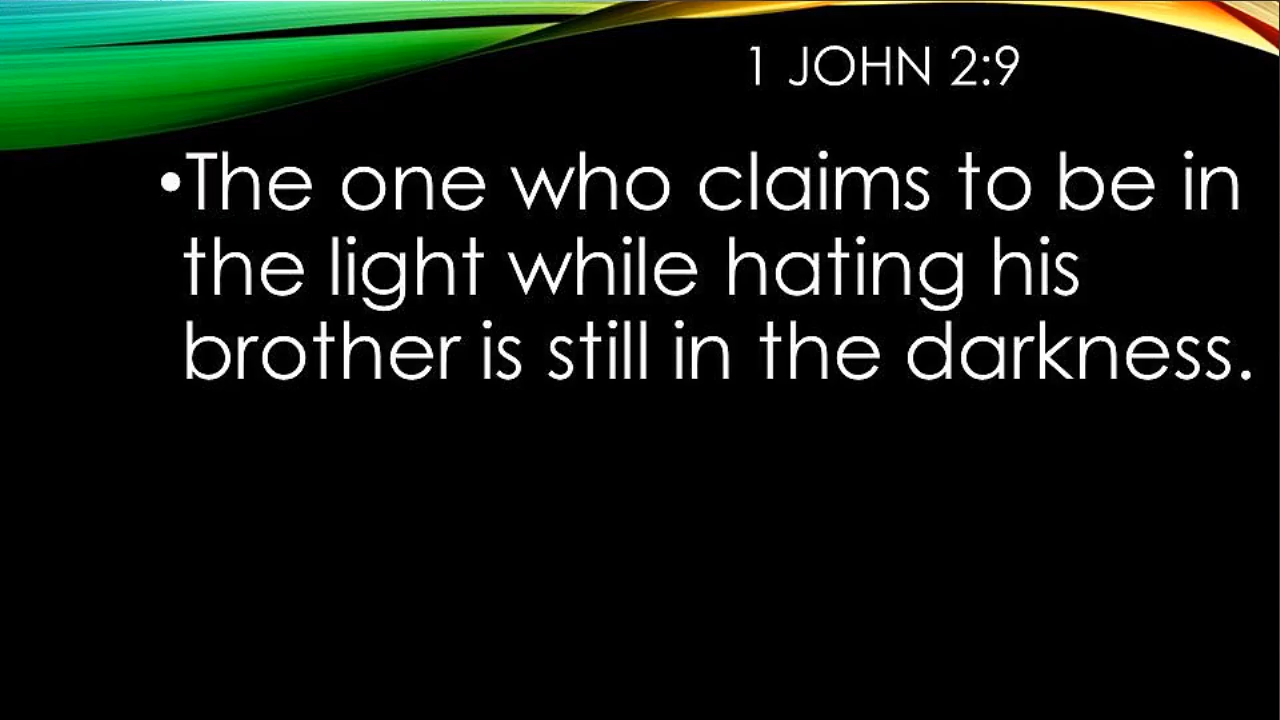 1 JOHN 2:9
•The one who claims to be in
the light while hating his
brother is still in the darkness.